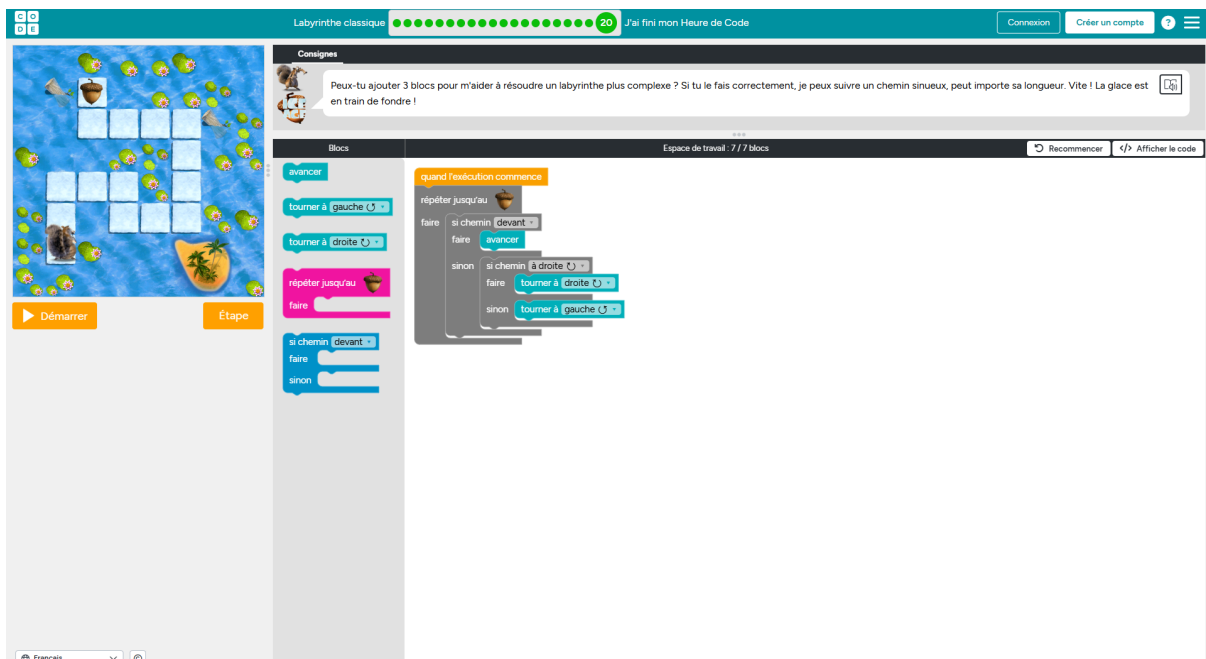 C O
D E
Labyrinthe classique 20 J'ai fini mon Heure de Code
Connexion
Créer un compte
?
Consignes
Peux-tu ajouter 3 blocs pour m'aider à résoudre un labyrinthe plus complexe ? Si tu le fais correctement, je peux suivre un chemin sinueux, peut importe sa longueur. Vite ! La glace est
en train de fondre !
Blocs
Espace de travail : 7 / 7 blocs
Recommencer
</> Afficher le code
avancer
tourner à gauche
tourner à droite
répéter jusqu'au
faire
si chemin devant
faire
sinon
quand l'exécution commence
répéter jusqu'au
faire si chemin devant
faire avancer
sinon si chemin à droite
faire tourner à droite
sinon tourner à gauche
Démarrer
Étape
Français